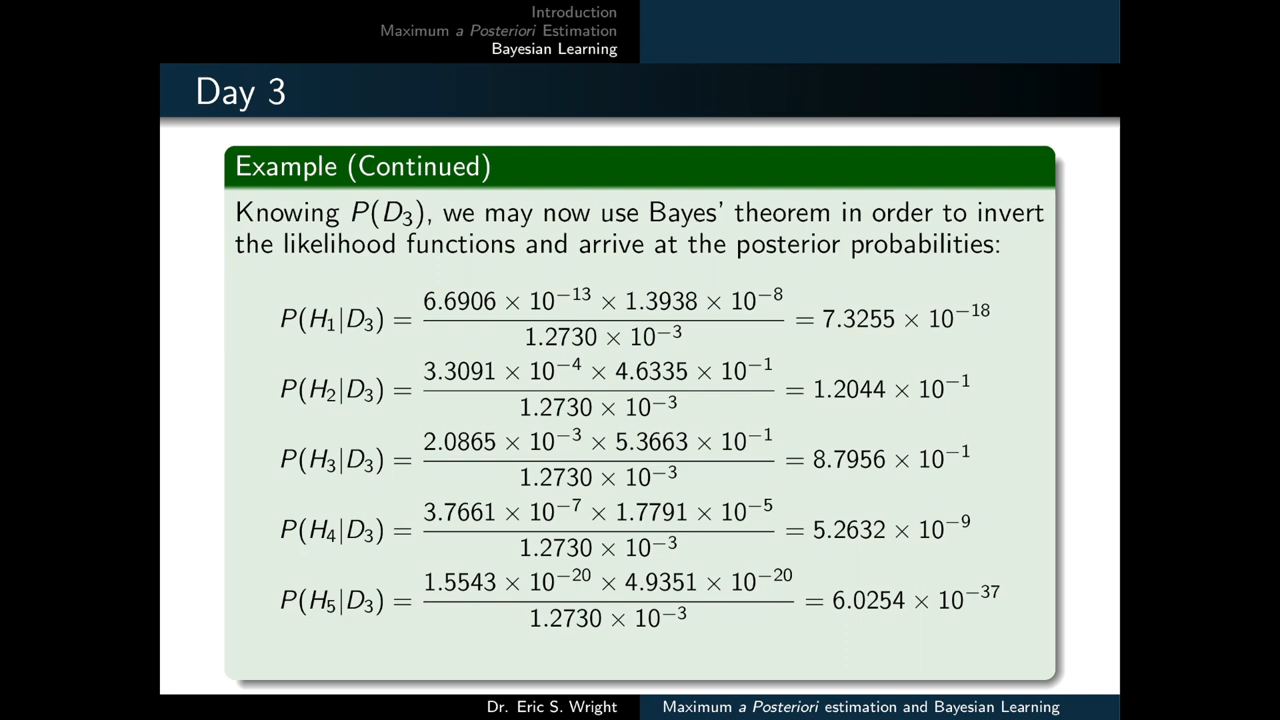 Introduction
Maximum a Posteriori Estimation
Bayesian Learning
Day 3
Example (Continued)
Knowing P(D₃), we may now use Bayes' theorem in order to invert
the likelihood functions and arrive at the posterior probabilities:
P(H₁|D₃) = 6.6906 × 10⁻¹³ × 1.3938 × 10⁻⁸ / 1.2730 × 10⁻³ = 7.3255 × 10⁻¹⁸
P(H₂|D₃) = 3.3091 × 10⁻⁴ × 4.6335 × 10⁻¹ / 1.2730 × 10⁻³ = 1.2044 × 10⁻¹
P(H₃|D₃) = 2.0865 × 10⁻³ × 5.3663 × 10⁻¹ / 1.2730 × 10⁻³ = 8.7956 × 10⁻¹
P(H₄|D₃) = 3.7661 × 10⁻⁷ × 1.7791 × 10⁻⁵ / 1.2730 × 10⁻³ = 5.2632 × 10⁻⁹
P(H₅|D₃) = 1.5543 × 10⁻²⁰ × 4.9351 × 10⁻²⁰ / 1.2730 × 10⁻³ = 6.0254 × 10⁻³⁷
Dr. Eric S. Wright
Maximum a Posteriori estimation and Bayesian Learning